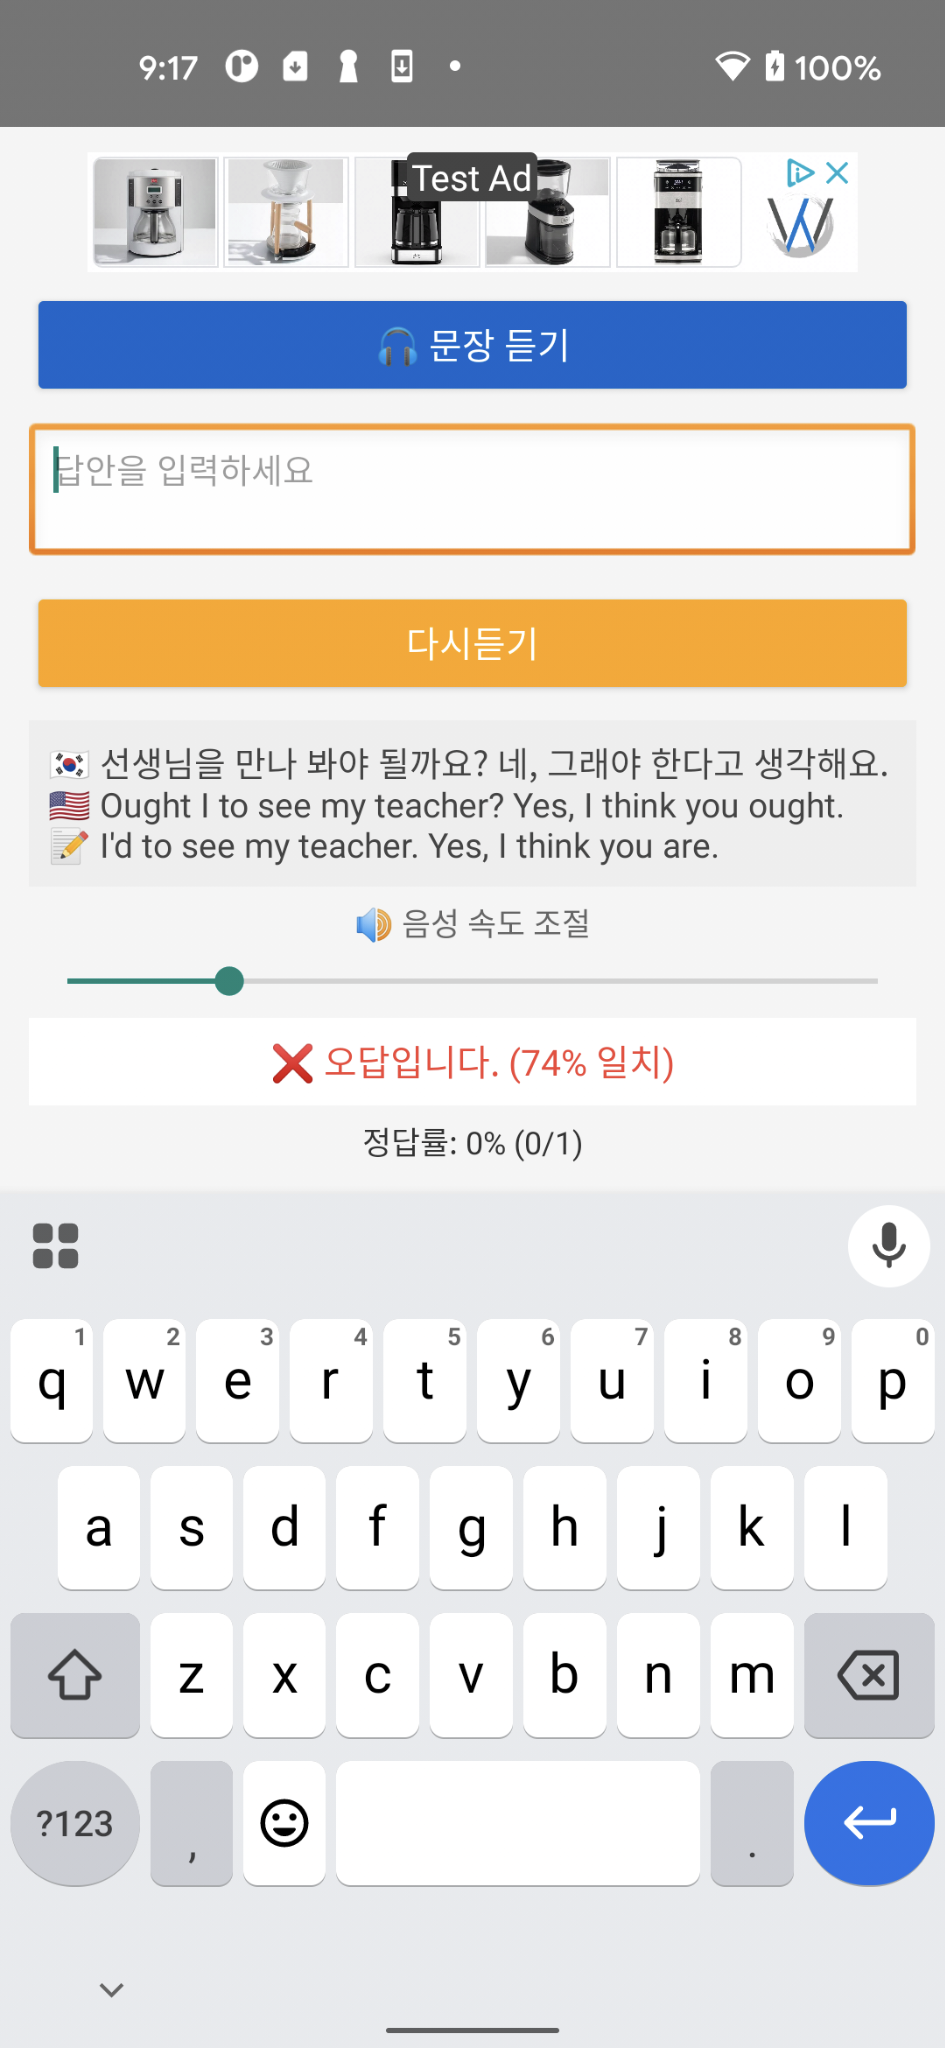 9:17
100%
Test Ad
🎧 문장 듣기
답안을 입력하세요
다시듣기
🇰🇷 선생님을 만나 봐야 될까요? 네, 그래야 한다고 생각해요.
🇺🇸 Ought I to see my teacher? Yes, I think you ought.
📝 I'd to see my teacher. Yes, I think you are.
🔊 음성 속도 조절
❌ 오답입니다. (74% 일치)
정답률: 0% (0/1)
1 2 3 4 5 6 7 8 9 0
q w e r t y u i o p
a s d f g h j k l
z x c v b n m
?123 , .